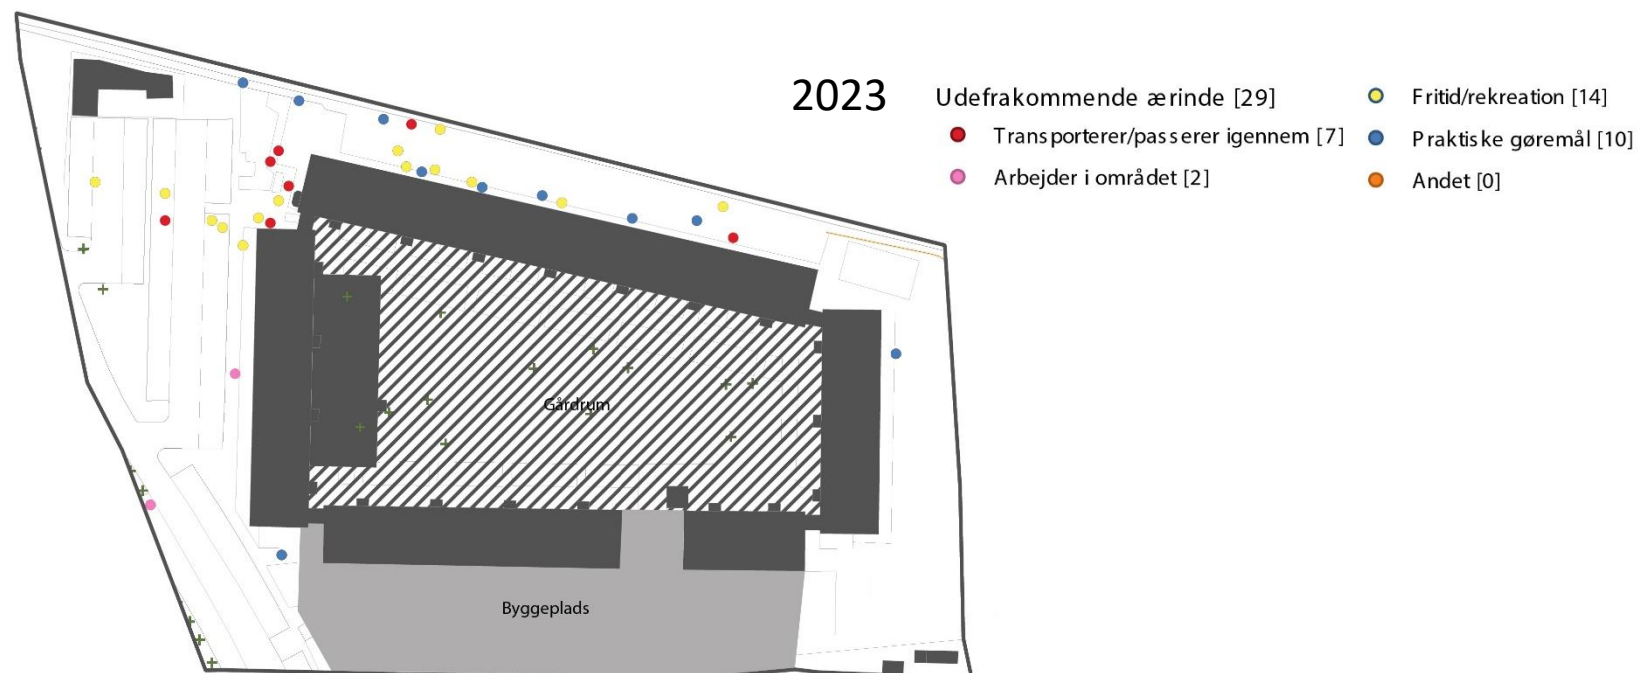 2023
Udefrakommende ærinde [29]
Transporterer/passerer igennem [7]
Arbejder i området [2]
Fritid/rekreation [14]
Praktiske gøremål [10]
Andet [0]
Gårdrum
Byggeplads